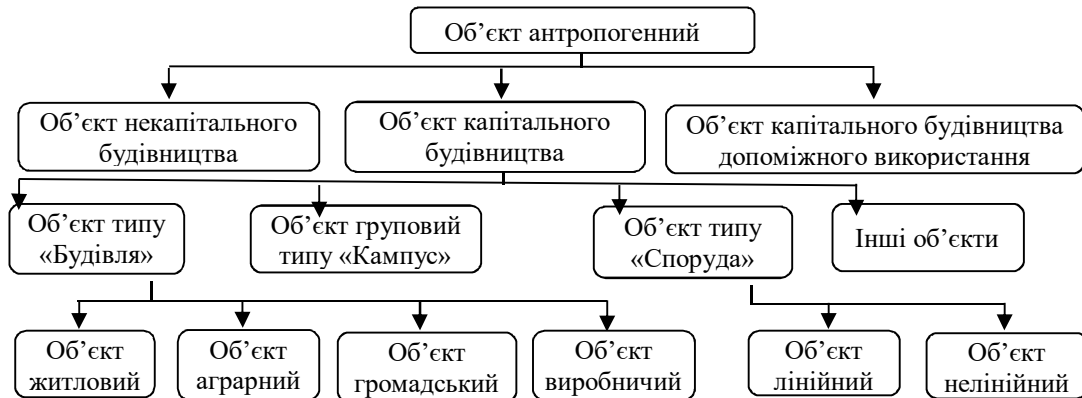 Об’єкт антропогенний
Об’єкт некапітального
будівництва
Об’єкт капітального
будівництва
Об’єкт капітального будівництва
допоміжного використання
Об’єкт типу
«Будівля»
Об’єкт груповий
типу «Кампус»
Об’єкт типу
«Споруда»
Інші об’єкти
Об’єкт
житловий
Об’єкт
аграрний
Об’єкт
громадський
Об’єкт
виробничий
Об’єкт
лінійний
Об’єкт
нелінійний